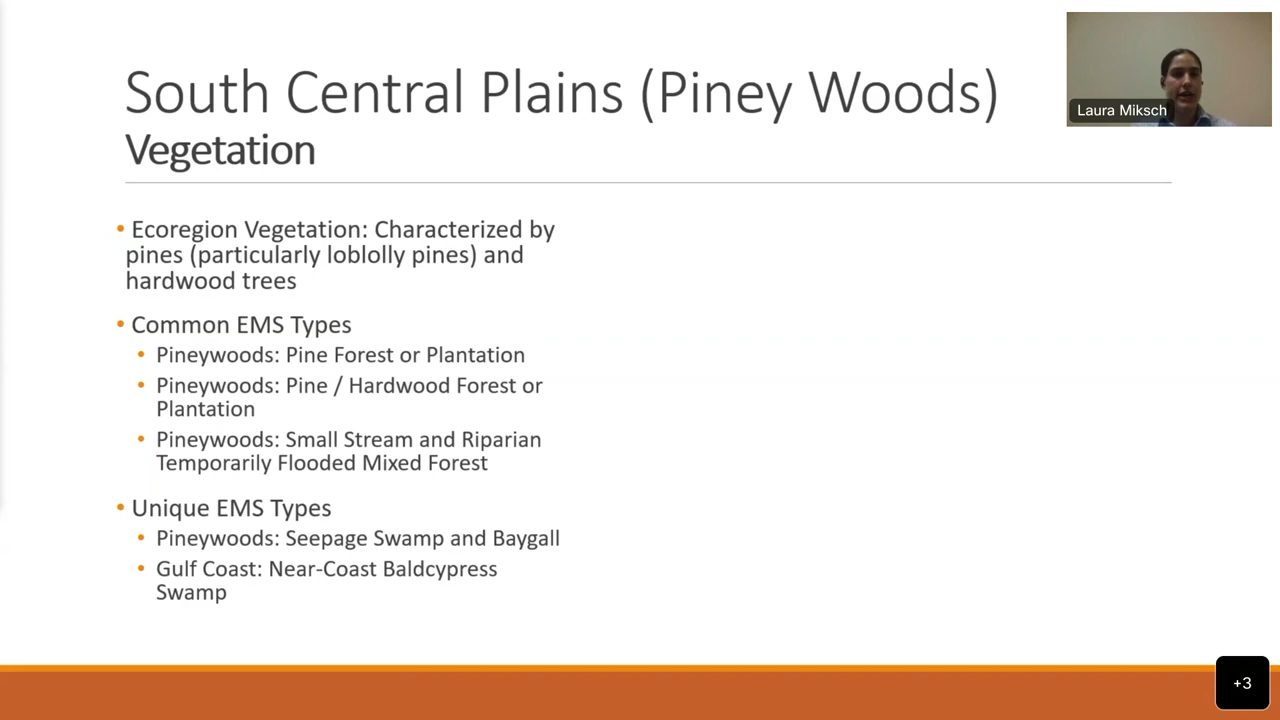 South Central Plains (Piney Woods)
Vegetation
Laura Miksch
• Ecoregion Vegetation: Characterized by
pines (particularly loblolly pines) and
hardwood trees
• Common EMS Types
• Pineywoods: Pine Forest or Plantation
• Pineywoods: Pine / Hardwood Forest or
Plantation
• Pineywoods: Small Stream and Riparian
Temporarily Flooded Mixed Forest
• Unique EMS Types
• Pineywoods: Seepage Swamp and Baygall
• Gulf Coast: Near-Coast Baldcypress
Swamp
+3